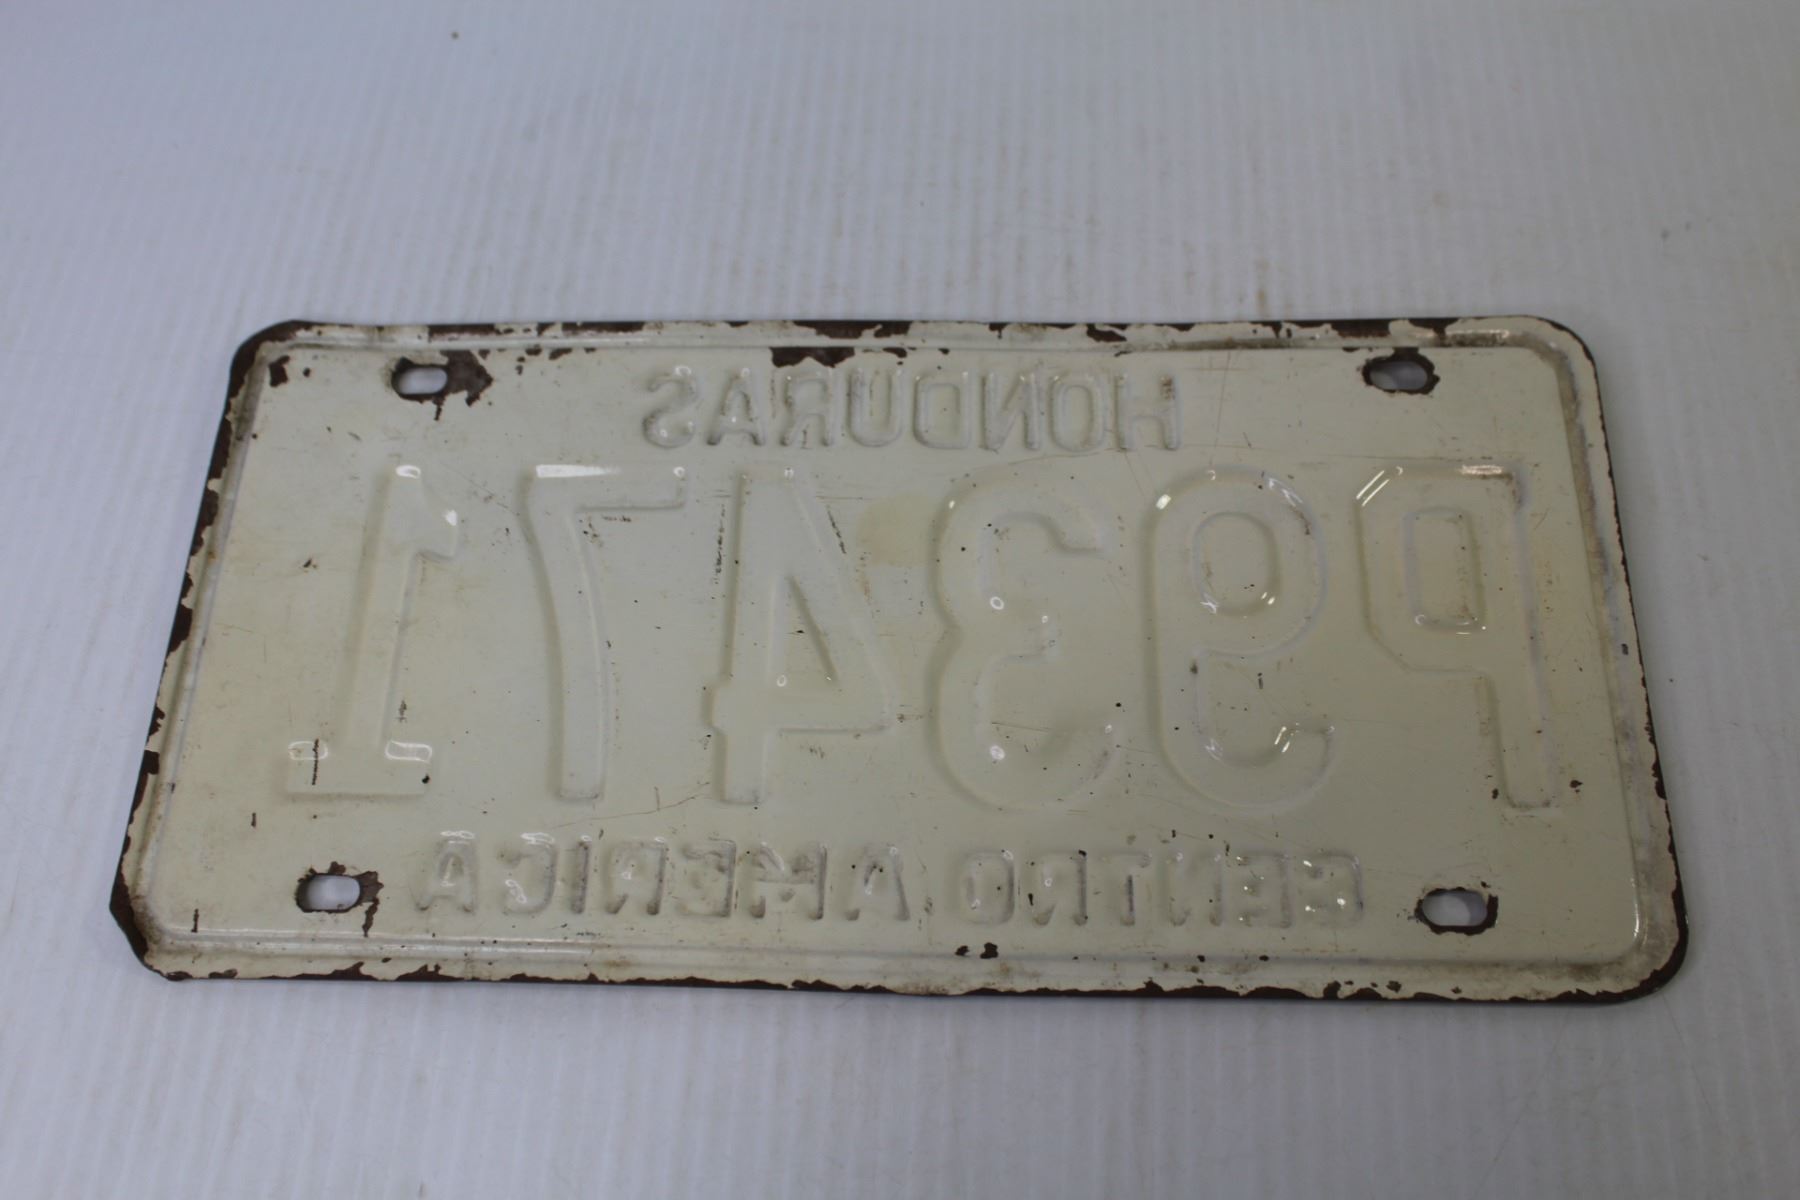 HONDURAS
P93471
CENTRO AMERICA